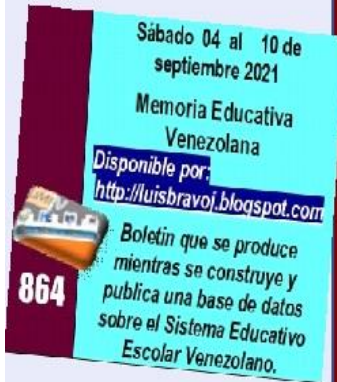 Sábado 04 al 10 de
septiembre 2021
Memoria Educativa
Venezolana
Disponible por:
http://luisbravoj.blogspot.com
Boletín que se produce
mientras se construye y
publica una base de datos
sobre el Sistema Educativo
Escolar Venezolano.
864